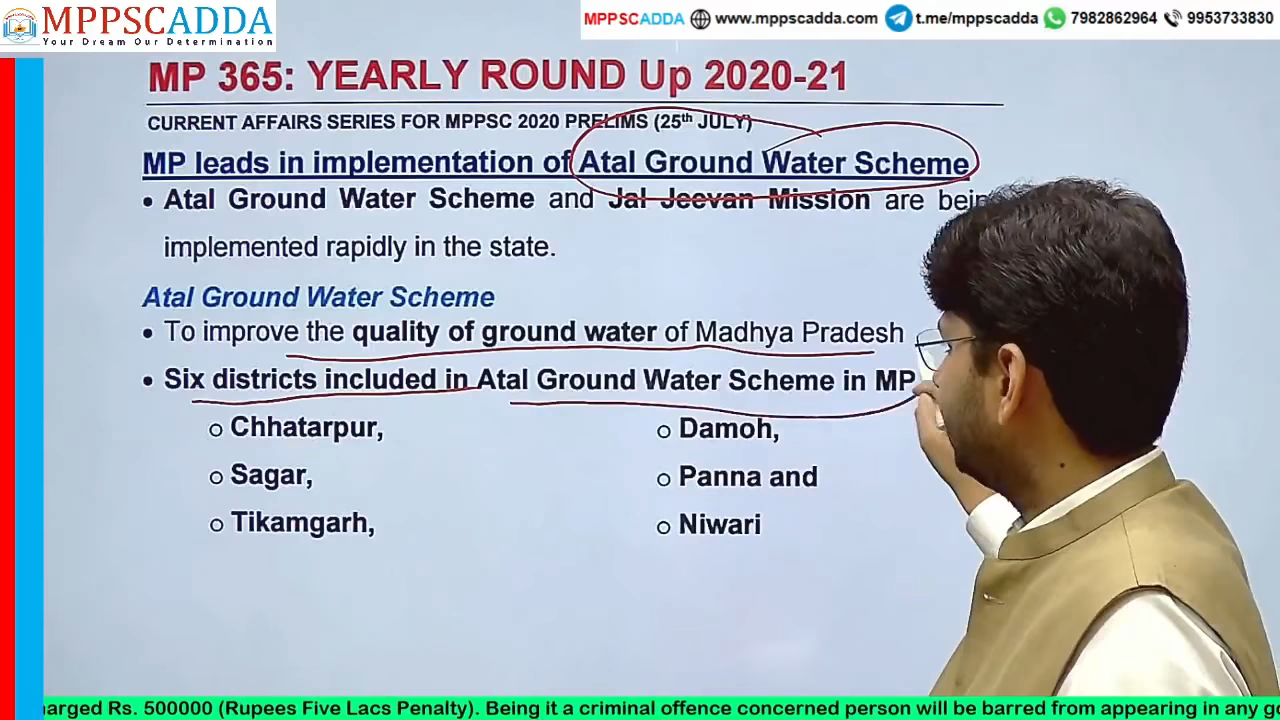 MPPSCADDA
Your Dream Our Determination
MPPSCADDA www.mppscadda.com t.me/mppscadda 7982862964 9953733830
MP 365: YEARLY ROUND Up 2020-21
CURRENT AFFAIRS SERIES FOR MPPSC 2020 PRELIMS (25th JULY)
MP leads in implementation of Atal Ground Water Scheme
• Atal Ground Water Scheme and Jal Jeevan Mission are
implemented rapidly in the state.
Atal Ground Water Scheme
• To improve the quality of ground water of Madhya Pradesh
• Six districts included in Atal Ground Water Scheme in MP
o Chhatarpur,
o Sagar,
o Tikamgarh,
o Damoh,
o Panna and
o Niwari
Rs. 500000 (Rupees Five Lacs Penalty). Being it a criminal offence concerned person will be barred from appearing in any